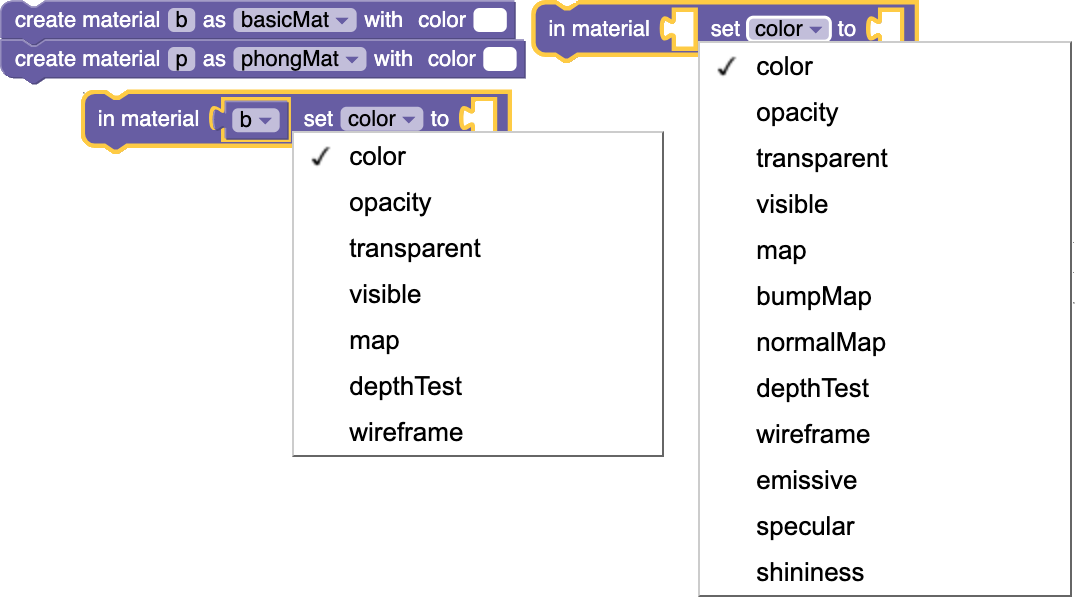 create material b as basicMat with color
create material p as phongMat with color
in material b set color to
color
opacity
transparent
visible
map
depthTest
wireframe
in material set color to
color
opacity
transparent
visible
map
bumpMap
normalMap
depthTest
wireframe
emissive
specular
shininess